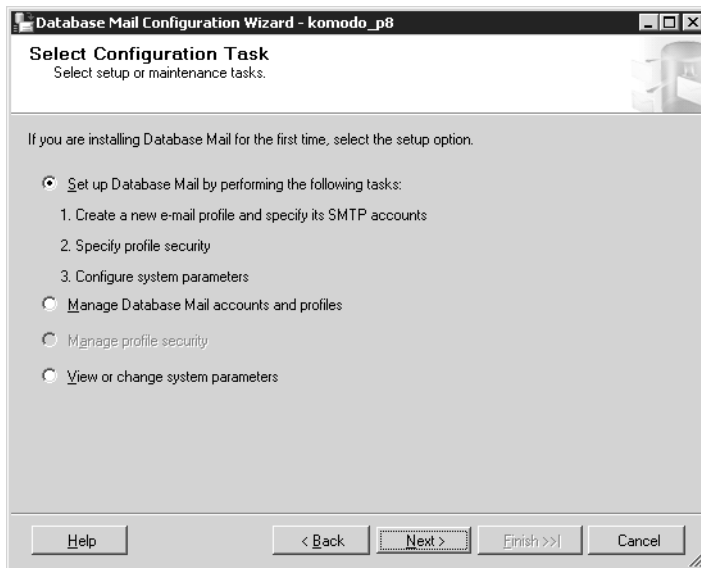 Database Mail Configuration Wizard - komodo_p8
Select Configuration Task
Select setup or maintenance tasks.
If you are installing Database Mail for the first time, select the setup option.
Set up Database Mail by performing the following tasks:
1. Create a new e-mail profile and specify its SMTP accounts
2. Specify profile security
3. Configure system parameters
Manage Database Mail accounts and profiles
Manage profile security
View or change system parameters
Help < Back Next > Finish >>| Cancel